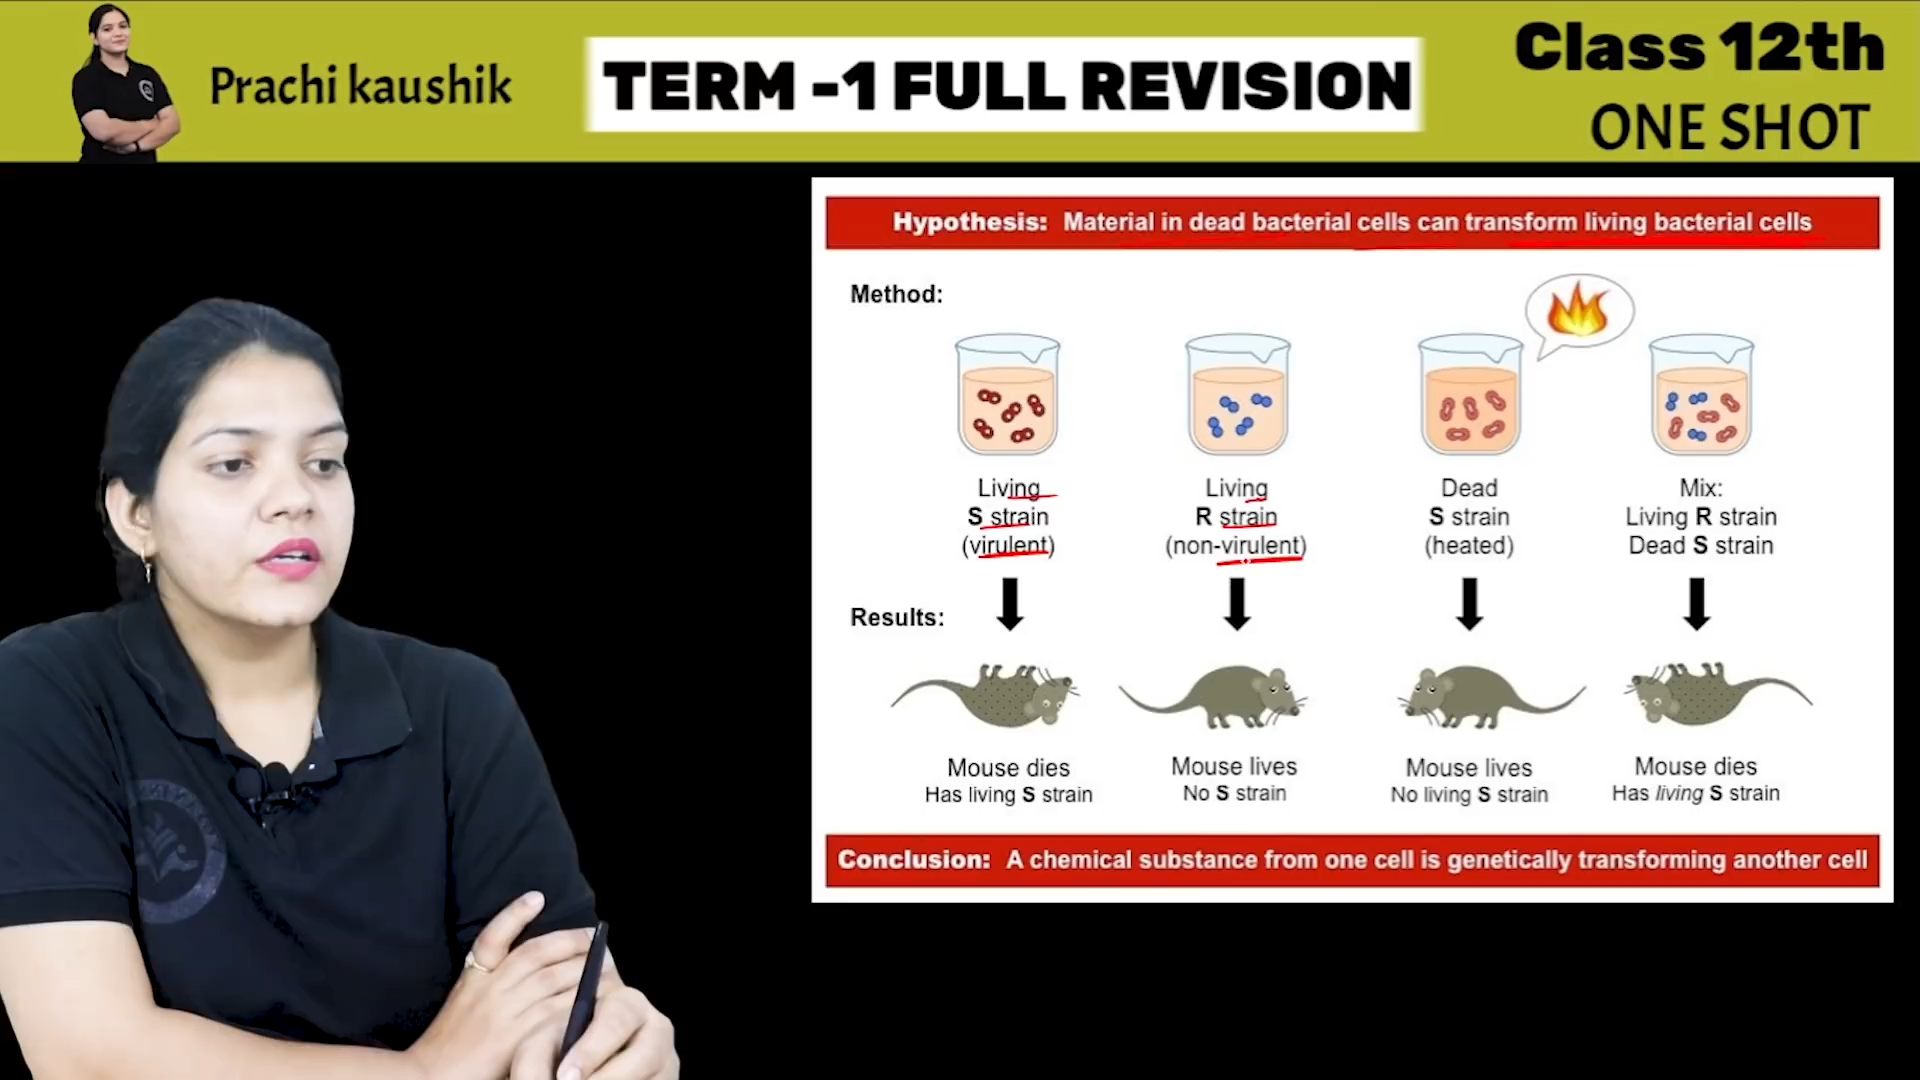 Prachi kaushik
TERM -1 FULL REVISION
Class 12th
ONE SHOT
Hypothesis: Material in dead bacterial cells can transform living bacterial cells
Method:
Living
S strain
(virulent)
Living
R strain
(non-virulent)
Dead
S strain
(heated)
Mix:
Living R strain
Dead S strain
Results:
Mouse dies
Has living S strain
Mouse lives
No S strain
Mouse lives
No living S strain
Mouse dies
Has living S strain
Conclusion: A chemical substance from one cell is genetically transforming another cell